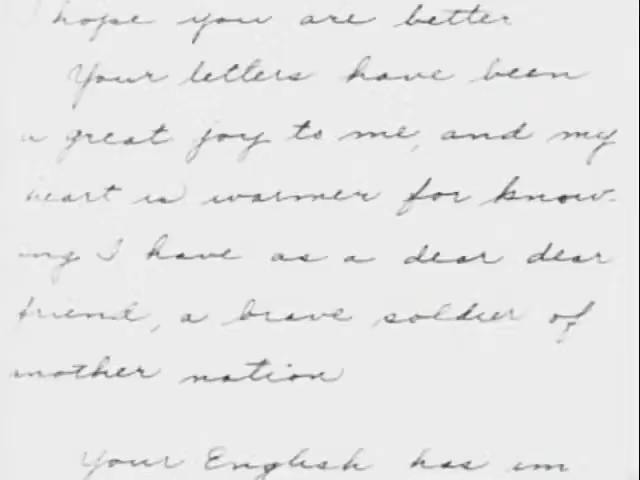 hope you are better
Your letters have been
a great joy to me, and my
heart is warmer for know-
ing I have as a dear dear
friend, a brave soldier of
mother nation
Your English has im